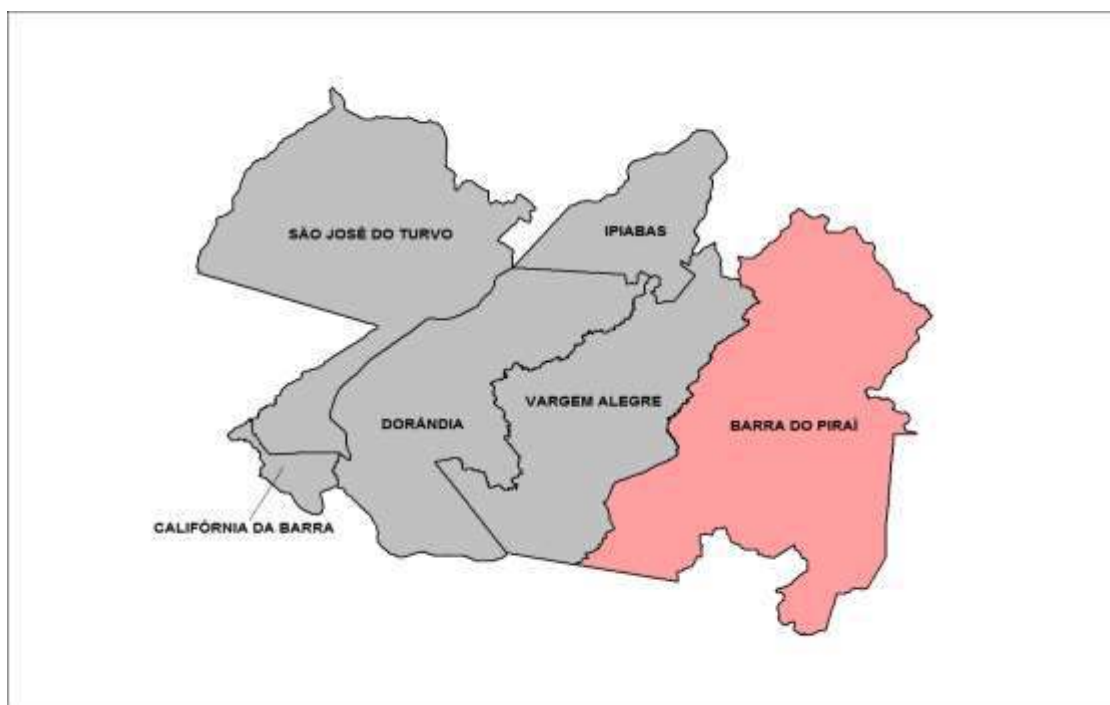 SÃO JOSÉ DO TURVO
IPIABAS
VARGEM ALEGRE
DORÂNDIA
BARRA DO PIRAÍ
CALIFÓRNIA DA BARRA